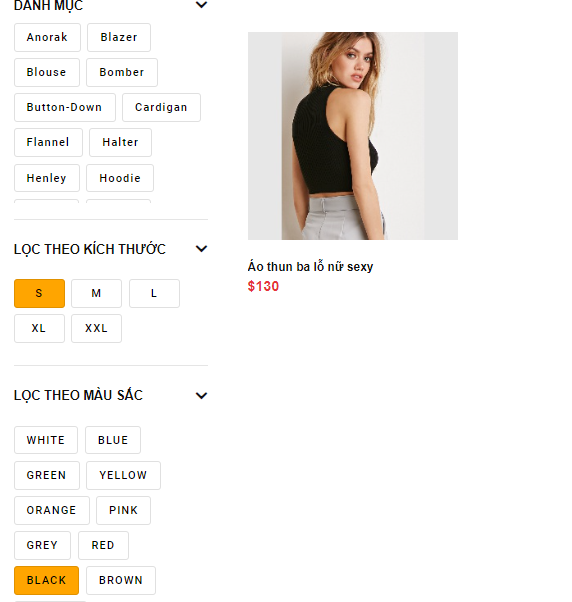 DANH MỤC
Anorak
Blazer
Blouse
Bomber
Button-Down
Cardigan
Flannel
Halter
Henley
Hoodie
LỌC THEO KÍCH THƯỚC
S
M
L
XL
XXL
LỌC THEO MÀU SẮC
WHITE
BLUE
GREEN
YELLOW
ORANGE
PINK
GREY
RED
BLACK
BROWN
Áo thun ba lỗ nữ sexy
$130